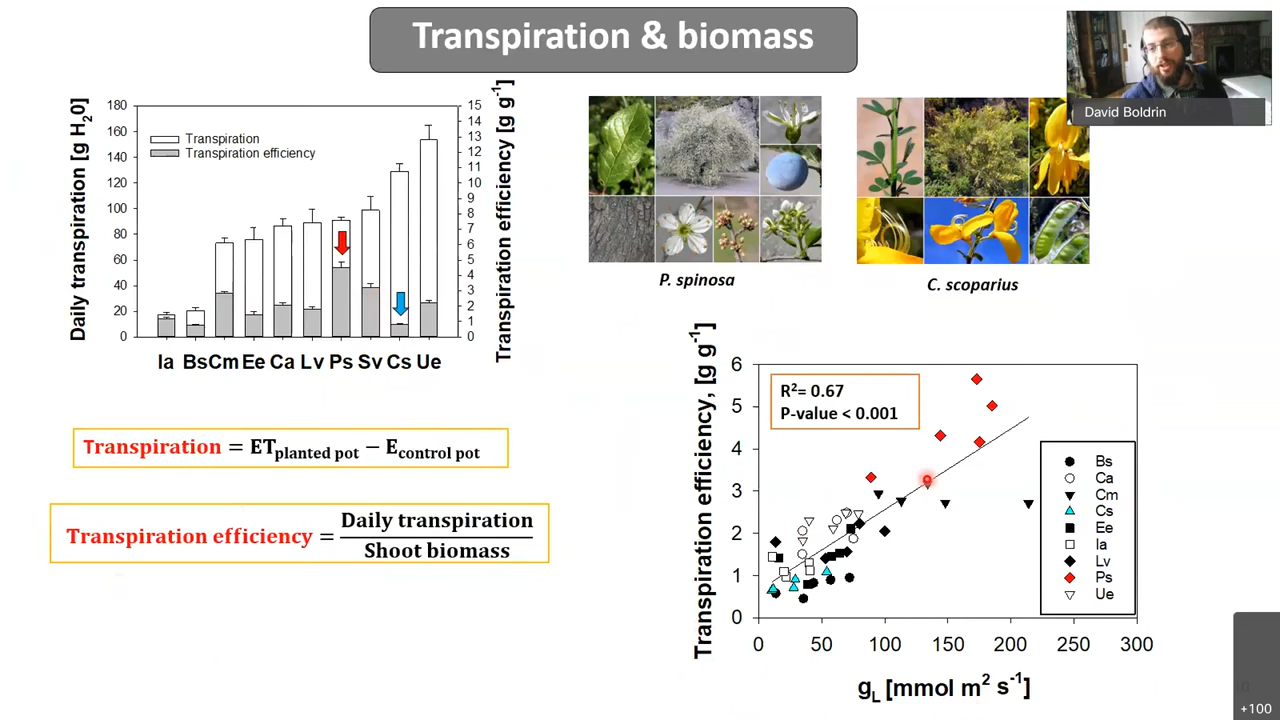 Transpiration & biomass
David Boldrin
Daily transpiration [g H20]
180
160
140
120
100
80
60
40
20
0
Transpiration
Transpiration efficiency
15
14
13
12
11
10
9
8
7
6
5
4
3
2
1
0
Transpiration efficiency [g g-1]
Ia Bs Cm Ee Ca Lv Ps Sv Cs Ue
P. spinosa
C. scoparius
Transpiration = ETplanted pot − Econtrol pot
Transpiration efficiency = Daily transpiration
Shoot biomass
Transpiration efficiency, [g g-1]
6
5
4
3
2
1
0
R2= 0.67
P-value < 0.001
Bs
Ca
Cm
Cs
Ee
Ia
Lv
Ps
Ue
0 50 100 150 200 250 300
gL [mmol m2 s-1]
+100